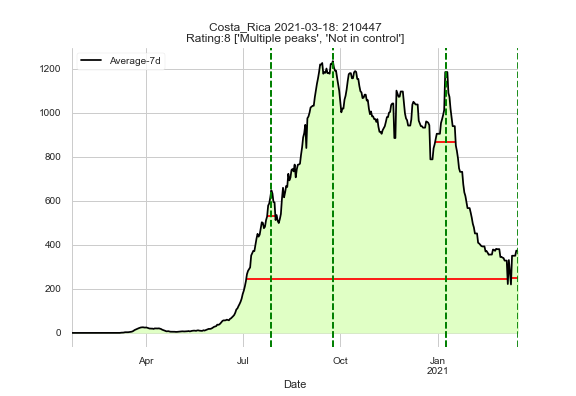 Costa_Rica 2021-03-18: 210447
Rating:8 ['Multiple peaks', 'Not in control']
Average-7d
1200
1000
800
600
400
200
0
Apr
Jul
Oct
Jan
2021
Date